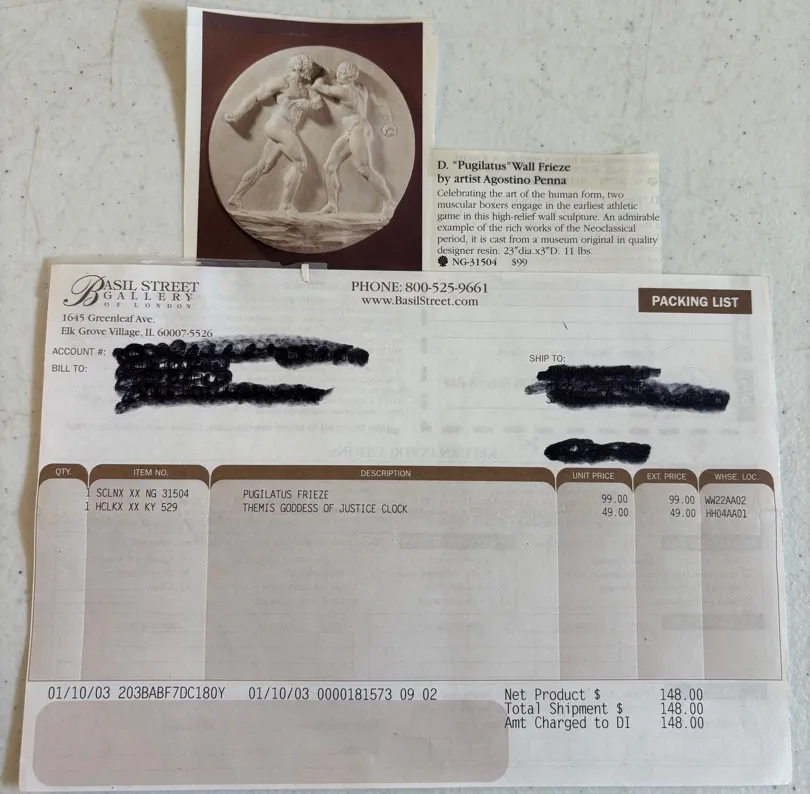 D. "Pugilatus" Wall Frieze
by artist Agostino Penna
Celebrating the art of the human form, two
muscular boxers engage in the earliest athletic
game in this high-relief wall sculpture. An admirable
example of the rich works of the Neoclassical
period, it is cast from a museum original in quality
designer resin. 23"dia.x3"D. 11 lbs.
NG-31504 $99
BASIL STREET
GALLERY
OF LONDON
PHONE: 800-525-9661
www.BasilStreet.com
PACKING LIST
1645 Greenleaf Ave.
Elk Grove Village, IL 60007-5526
ACCOUNT #:
BILL TO:
SHIP TO:
QTY. ITEM NO. DESCRIPTION UNIT PRICE EXT. PRICE WHSE. LOC.
1 SCLNX XX NG 31504 PUGILATUS FRIEZE 99.00 99.00 WW22AA02
1 HCLKX XX KY 529 THEMIS GODDESS OF JUSTICE CLOCK 49.00 49.00 HH04AA01
01/10/03 203BABF7DC180Y 01/10/03 0000181573 09 02
Net Product $ 148.00
Total Shipment $ 148.00
Amt Charged to DI 148.00